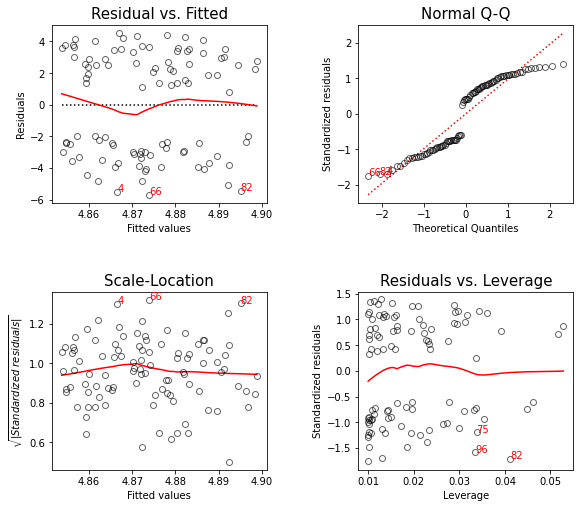 Residual vs. Fitted
Residuals
4
2
0
−2
−4
−6
4
66
82
4.86 4.87 4.88 4.89 4.90
Fitted values
Normal Q-Q
Standardized residuals
2
1
0
−1
−2
66
4
−2 −1 0 1 2
Theoretical Quantiles
Scale-Location
√|Standardized residuals|
1.2
1.0
0.8
0.6
4
66
82
4.86 4.87 4.88 4.89 4.90
Fitted values
Residuals vs. Leverage
Standardized residuals
1.5
1.0
0.5
0.0
−0.5
−1.0
−1.5
75
96
82
0.01 0.02 0.03 0.04 0.05
Leverage